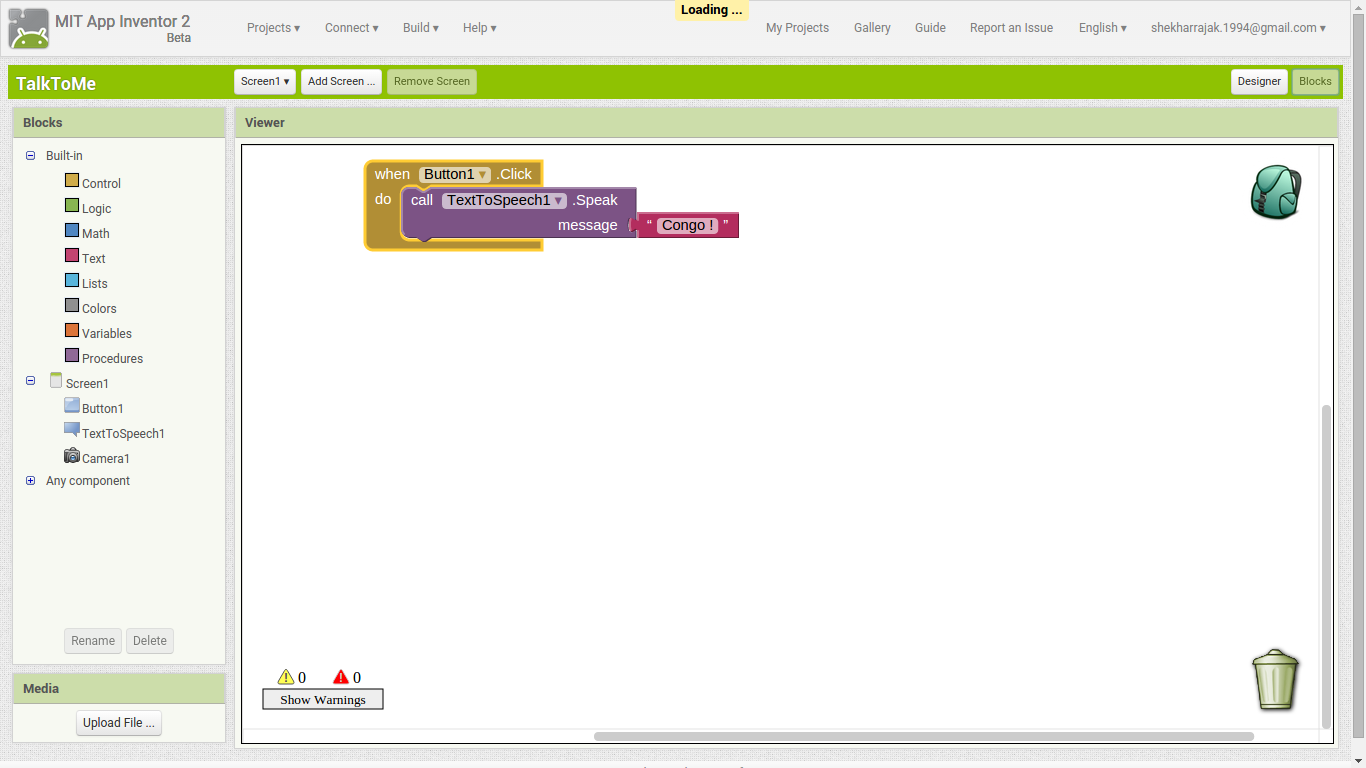 Loading ...
MIT App Inventor 2
Beta
Projects ▾ Connect ▾ Build ▾ Help ▾ My Projects Gallery Guide Report an Issue English ▾ shekharrajak.1994@gmail.com ▾
TalkToMe Screen1 ▾ Add Screen ... Remove Screen Designer Blocks
Blocks
Built-in
Control
Logic
Math
Text
Lists
Colors
Variables
Procedures
Screen1
Button1
TextToSpeech1
Camera1
Any component
Rename Delete
Media
Upload File ...
Viewer
when Button1 ▾ .Click
do call TextToSpeech1 ▾ .Speak
message “ Congo ! ”
0 0
Show Warnings